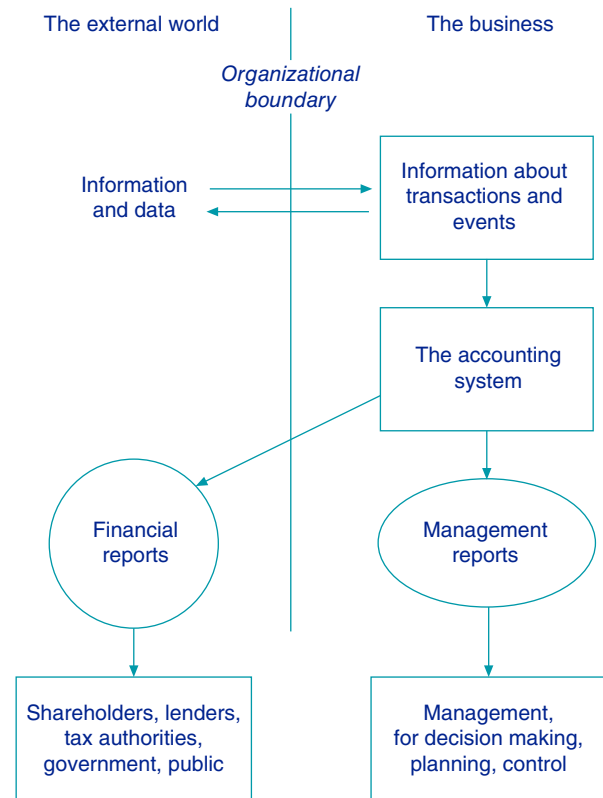 The external world
The business
Organizational
boundary
Information
and data
Information about
transactions and
events
The accounting
system
Financial
reports
Management
reports
Shareholders, lenders,
tax authorities,
government, public
Management,
for decision making,
planning, control